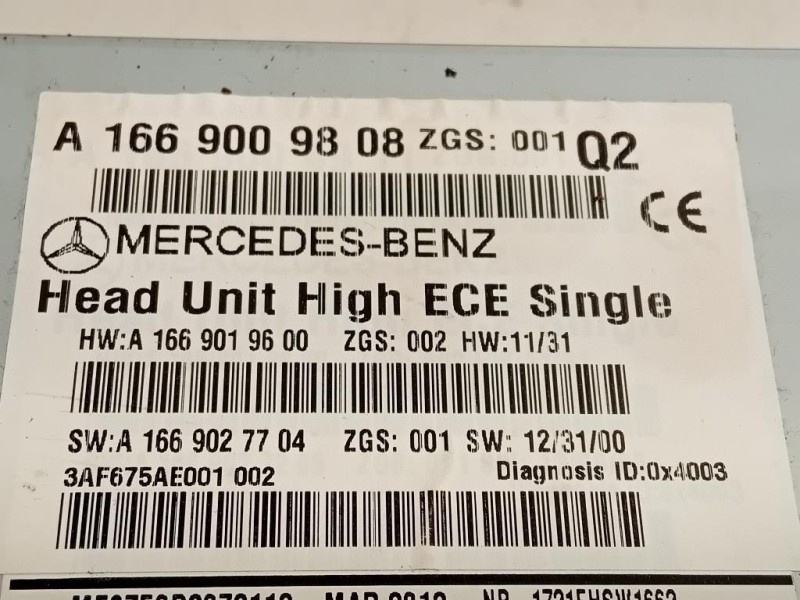 A 166 900 98 08 ZGS: 001 Q2
CE
MERCEDES-BENZ
Head Unit High ECE Single
HW:A 166 901 96 00 ZGS: 002 HW:11/31
SW:A 166 902 77 04 ZGS: 001 SW: 12/31/00
3AF675AE001 002 Diagnosis ID:0x4003